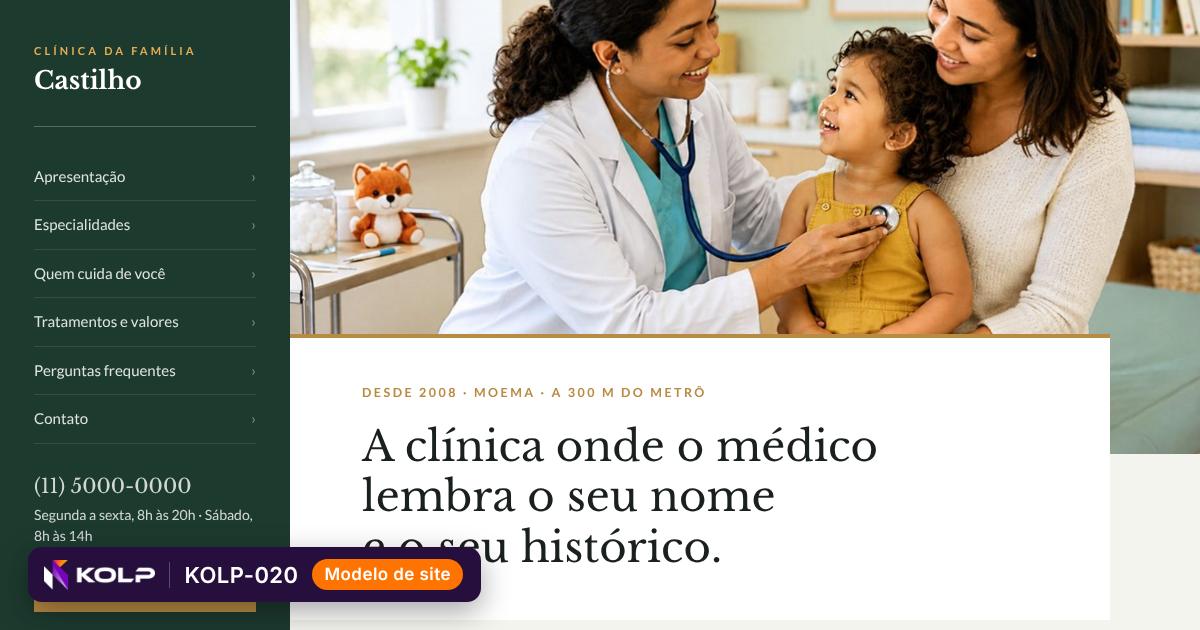 CLÍNICA DA FAMÍLIA
Castilho
Apresentação
Especialidades
Quem cuida de você
Tratamentos e valores
Perguntas frequentes
Contato
(11) 5000-0000
Segunda a sexta, 8h às 20h · Sábado,
8h às 14h
DESDE 2008 · MOEMA · A 300 M DO METRÔ
A clínica onde o médico
lembra o seu nome
e o seu histórico.
KOLP
KOLP-020
Modelo de site